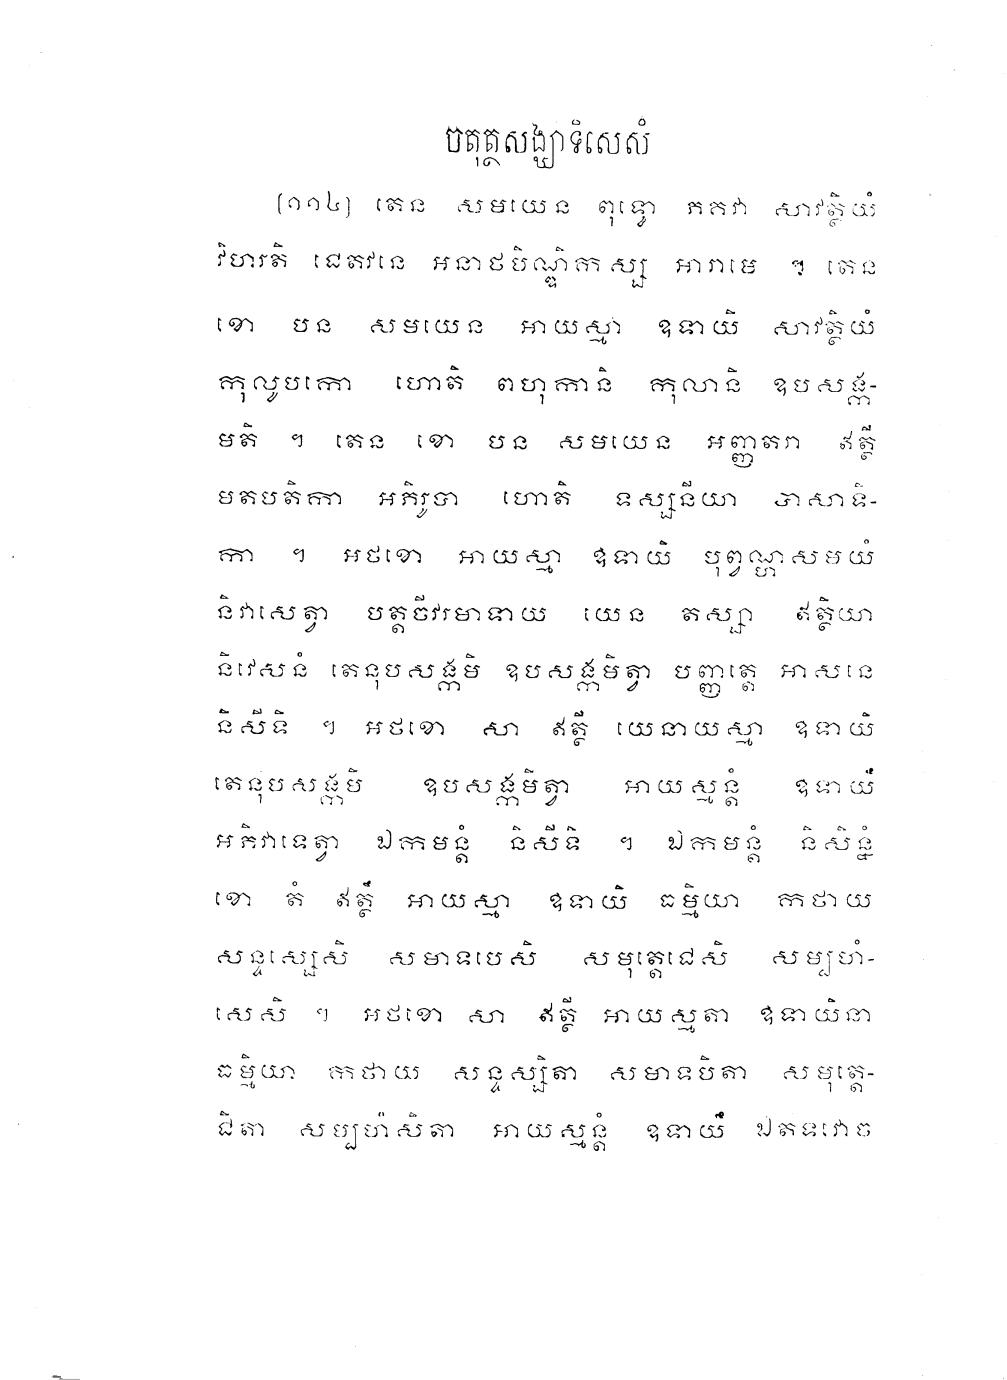 ចតុត្ថសង្ឃាទិសេសំ
[១១៤] តេន សមយេន ពុទ្ធោ ភគវា សាវត្ថិយំ
វិហរតិ ជេតវនេ អនាថបិណ្ឌិកស្ស អារាមេ ។ តេន
ខោ បន សមយេន អាយស្មា ឧទាយិ សាវត្ថិយំ
កុលូបកោ ហោតិ ពហុកានិ កុលានិ ឧបសង្ក-
មតិ ។ តេន ខោ បន សមយេន អញ្ញតរា ឥត្ថី
មតបតិកា អភិរូបា ហោតិ ទស្សនីយា បាសាទិ-
កា ។ អថខោ អាយស្មា ឧទាយិ បុព្វណ្ហសមយំ
និវាសេត្វា បត្តចីវរមាទាយ យេន តស្សា ឥត្ថិយា
និវេសនំ តេនុបសង្កមិ ឧបសង្កមិត្វា បញ្ញត្តេ អាសនេ
និសីទិ ។ អថខោ សា ឥត្ថី យេនាយស្មា ឧទាយិ
តេនុបសង្កមិ ឧបសង្កមិត្វា អាយស្មន្តំ ឧទាយឹ
អភិវាទេត្វា ឯកមន្តំ និសីទិ ។ ឯកមន្តំ និសិន្នំ
ខោ តំ ឥត្ថឹ អាយស្មា ឧទាយិ ធម្មិយា កថាយ
សន្ទស្សេសិ សមាទបេសិ សមុត្តេជេសិ សម្បហំ-
សេសិ ។ អថខោ សា ឥត្ថី អាយស្មតា ឧទាយិនា
ធម្មិយា កថាយ សន្ទស្សិតា សមាទបិតា សមុត្តេ-
ជិតា សម្បហំសិតា អាយស្មន្តំ ឧទាយឹ ឯតទវោច